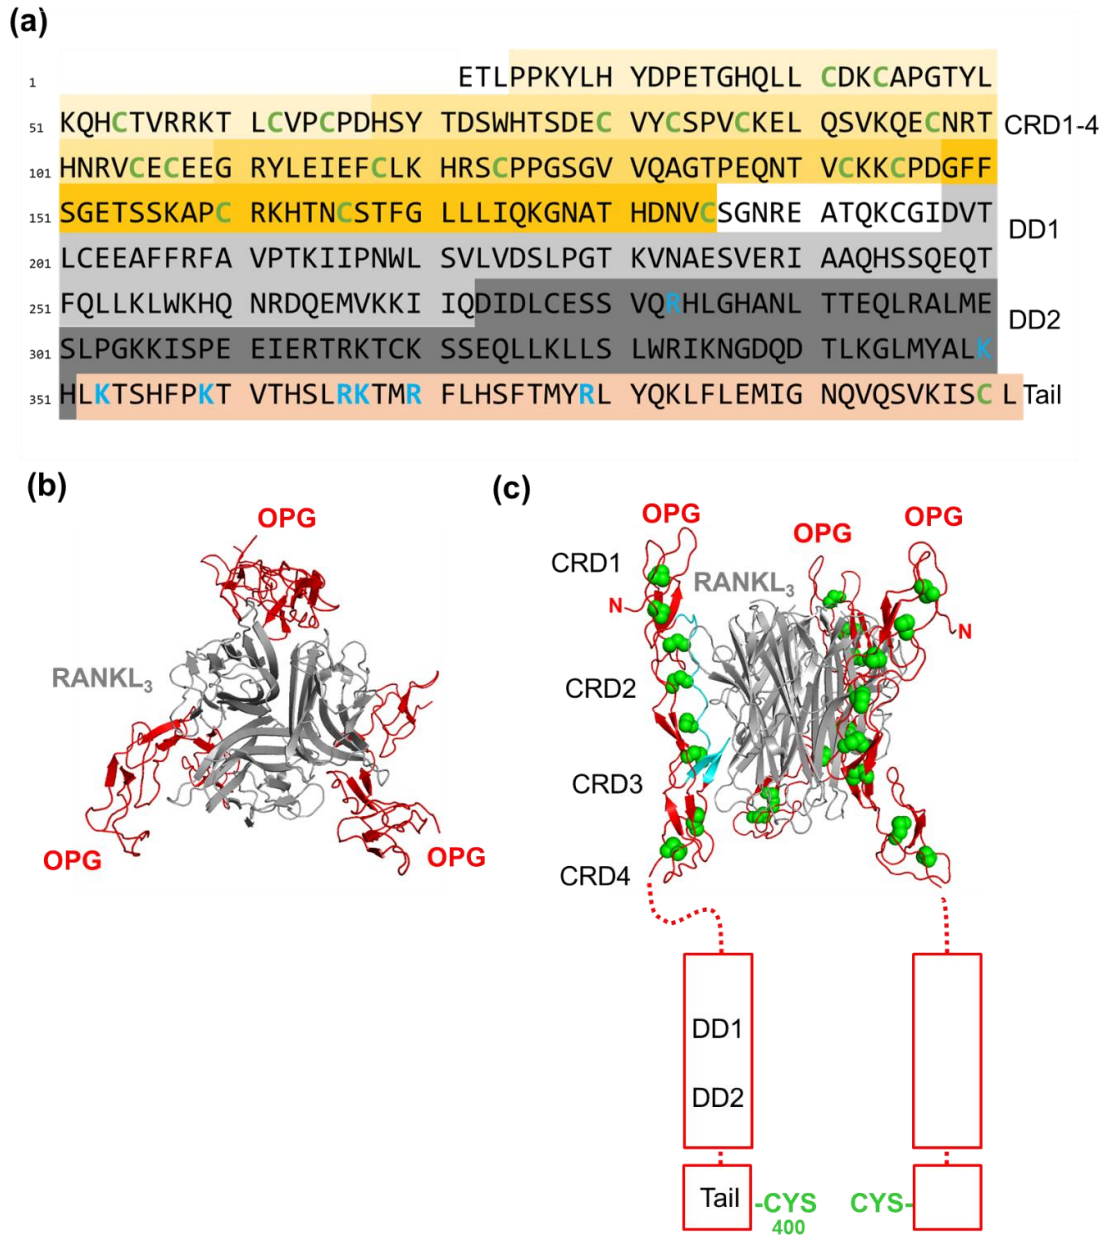 (a)
1 ETLPPKYLH YDPETGHQLL CDKCAPGTYL
51 KQHCTVRRKT LCVPCPDHSY TDSWHTSDEC VYCSPVCKEL QSVKQECNRT CRD1-4
101 HNRVCECEEG RYLEIEFCLK HRSCPPGSGV VQAGTPEQNT VCKKCPDGFF
151 SGETSSKAPC RKHTNCSTFG LLLIQKGNAT HDNVCSGNRE ATQKCGIDVT
DD1
201 LCEEAFFRFA VPTKIIPNWL SVLVDSLPGT KVNAESVERI AAQHSSQEQT
251 FQLLKLWKHQ NRDQEMVKKI IQDIDLCESS VQRHLGHANL TTEQLRALME
DD2
301 SLPGKKISPE EIERTRKTCK SSEQLLKLLS LWRIKNGDQD TLKGLMYALK
351 HLKTSHFPKT VTHSLRKTMR FLHSFTMYRL YQKLFLEMIG NQVQSVKISC L Tail
(b)
OPG
RANKL3
OPG
OPG
(c)
OPG
OPG
OPG
CRD1
RANKL3
N
N
CRD2
CRD3
CRD4
DD1
DD2
Tail
-CYS
400
CYS-